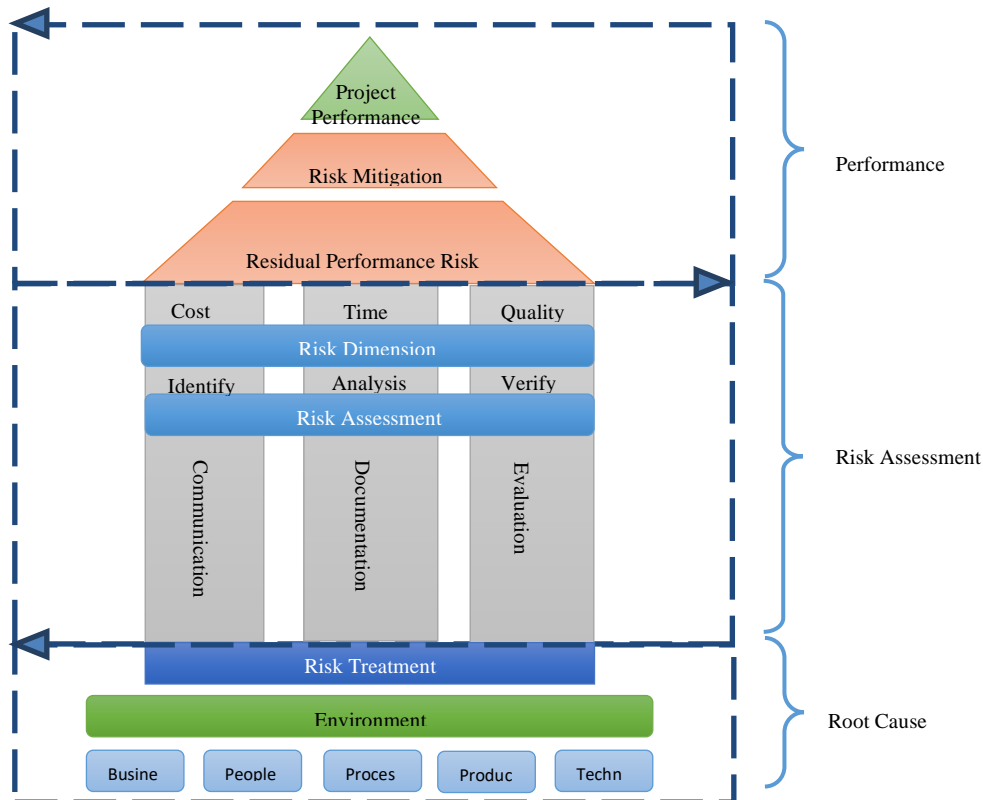 Project
Performance
Performance
Risk Mitigation
Residual Performance Risk
Cost Time Quality
Risk Dimension
Identify Analysis Verify
Risk Assessment
Risk Assessment
Communication
Documentation
Evaluation
Risk Treatment
Environment
Root Cause
Busine People Proces Produc Techn